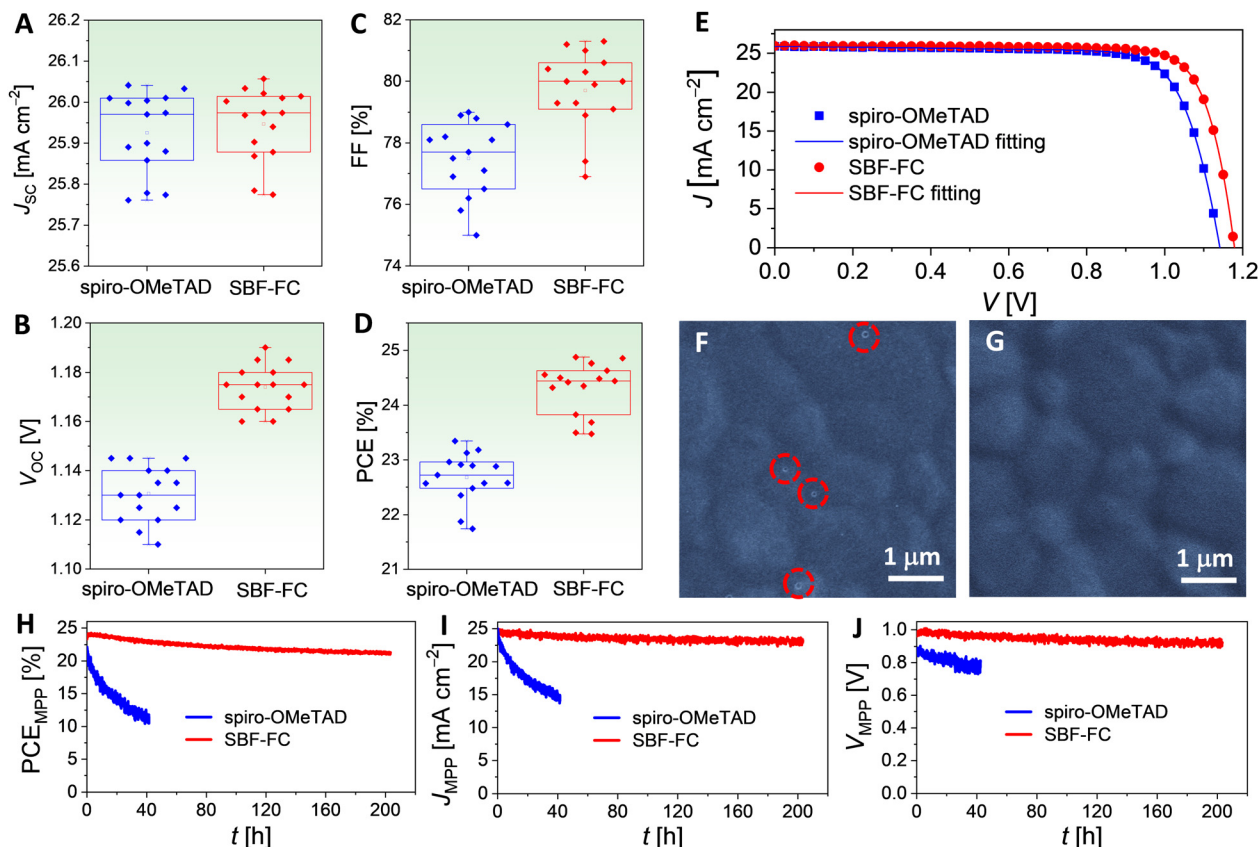 A
26.2
26.1
26.0
25.9
25.8
25.7
25.6
J_SC [mA cm⁻²]
spiro-OMeTAD
SBF-FC
B
1.20
1.18
1.16
1.14
1.12
1.10
V_OC [V]
spiro-OMeTAD
SBF-FC
C
82
80
78
76
74
FF [%]
spiro-OMeTAD
SBF-FC
D
25
24
23
22
21
PCE [%]
spiro-OMeTAD
SBF-FC
E
25
20
15
10
5
0
J [mA cm⁻²]
spiro-OMeTAD
spiro-OMeTAD fitting
SBF-FC
SBF-FC fitting
0.0 0.2 0.4 0.6 0.8 1.0 1.2
V [V]
F
1 μm
G
1 μm
H
25
20
15
10
5
0
PCE_MPP [%]
spiro-OMeTAD
SBF-FC
0 40 80 120 160 200
t [h]
I
25
20
15
10
5
0
J_MPP [mA cm⁻²]
spiro-OMeTAD
SBF-FC
0 40 80 120 160 200
t [h]
J
1.0
0.8
0.6
0.4
0.2
0.0
V_MPP [V]
spiro-OMeTAD
SBF-FC
0 40 80 120 160 200
t [h]